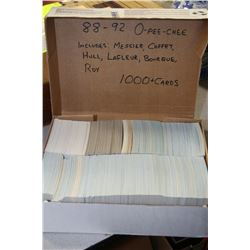 88-92 O-PEE-CHEE
INCLUDES: MESSIER, COFFEY,
HULL, LAFLEUR, BOURQUE,
ROY
1000+ CARDS